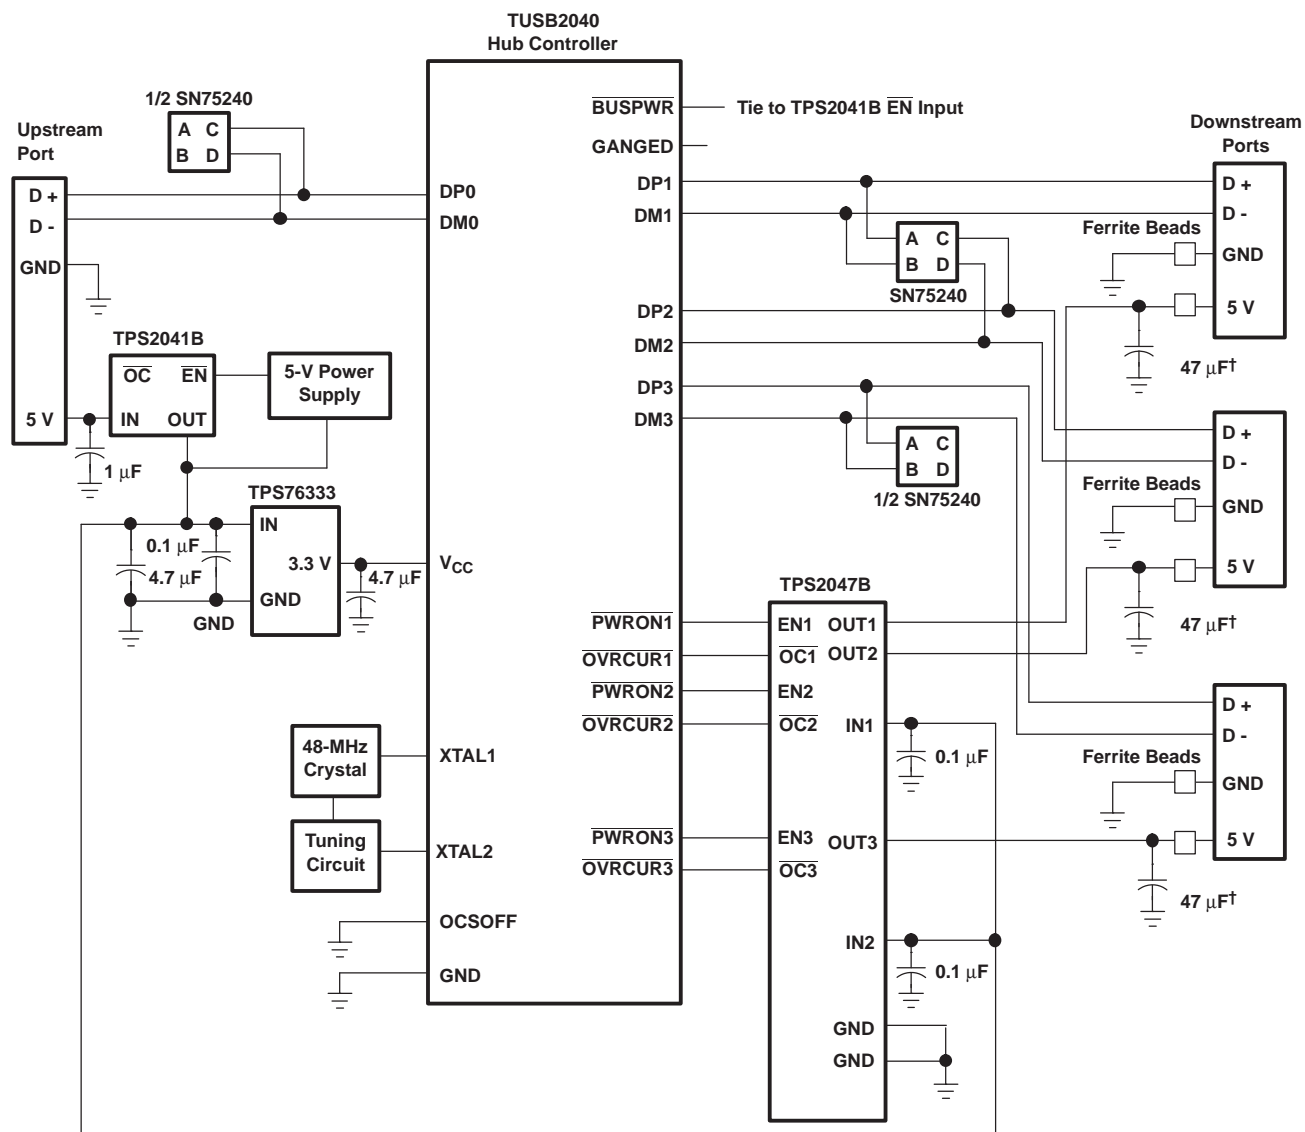 TUSB2040
Hub Controller
1/2 SN75240
A C
B D
Upstream
Port
D +
D -
GND
5 V
BUSPWR
Tie to TPS2041B EN Input
GANGED
Downstream
Ports
DP0
DM0
DP1
DM1
A C
B D
SN75240
D +
D -
Ferrite Beads
GND
5 V
47 μF†
DP2
DM2
DP3
DM3
A C
B D
1/2 SN75240
TPS2041B
OC EN
IN OUT
5-V Power
Supply
1 μF
TPS76333
IN
3.3 V
GND
0.1 μF
4.7 μF
GND
4.7 μF
VCC
D +
D -
Ferrite Beads
GND
5 V
47 μF†
TPS2047B
PWRON1
EN1 OUT1
OVRCUR1
OC1 OUT2
PWRON2
EN2
OVRCUR2
OC2
IN1
0.1 μF
48-MHz
Crystal
XTAL1
Tuning
Circuit
XTAL2
PWRON3
EN3 OUT3
OVRCUR3
OC3
D +
D -
Ferrite Beads
GND
5 V
47 μF†
OCSOFF
GND
IN2
0.1 μF
GND
GND